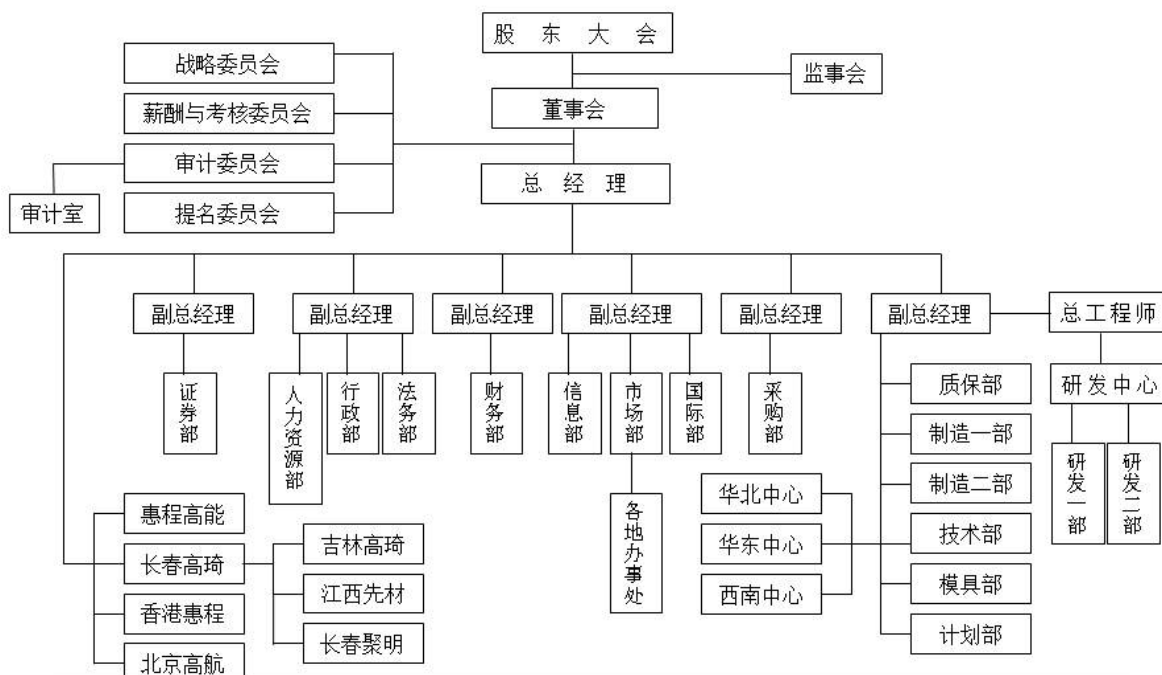 股东大会
战略委员会
监事会
薪酬与考核委员会
董事会
审计委员会
总经理
审计室
提名委员会
副总经理
副总经理
副总经理
副总经理
副总经理
副总经理
总工程师
证券部
人力资源部
行政部
法务部
财务部
信息部
市场部
国际部
采购部
质保部
研发中心
制造一部
制造二部
研发一部
研发二部
华北中心
惠程高能
各地办事处
吉林高琦
华东中心
技术部
长春高琦
江西先材
西南中心
模具部
香港惠程
长春聚明
计划部
北京高航